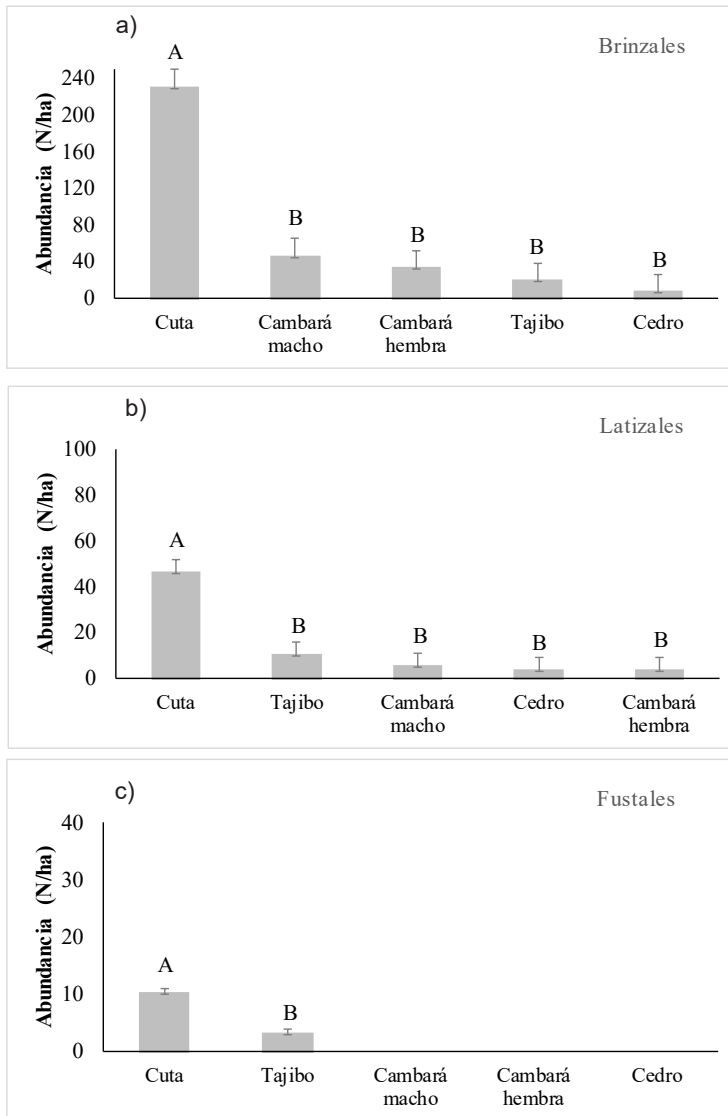 a)
Brinzales
Abundancia (N/ha)
240
200
160
120
80
40
0
A
B
B
B
B
Cuta
Cambará macho
Cambará hembra
Tajibo
Cedro
b)
Latizales
Abundancia (N/ha)
100
80
60
40
20
0
A
B
B
B
B
Cuta
Tajibo
Cambará macho
Cedro
Cambará hembra
c)
Fustales
Abundancia (N/ha)
40
30
20
10
0
A
B
Cuta
Tajibo
Cambará macho
Cambará hembra
Cedro